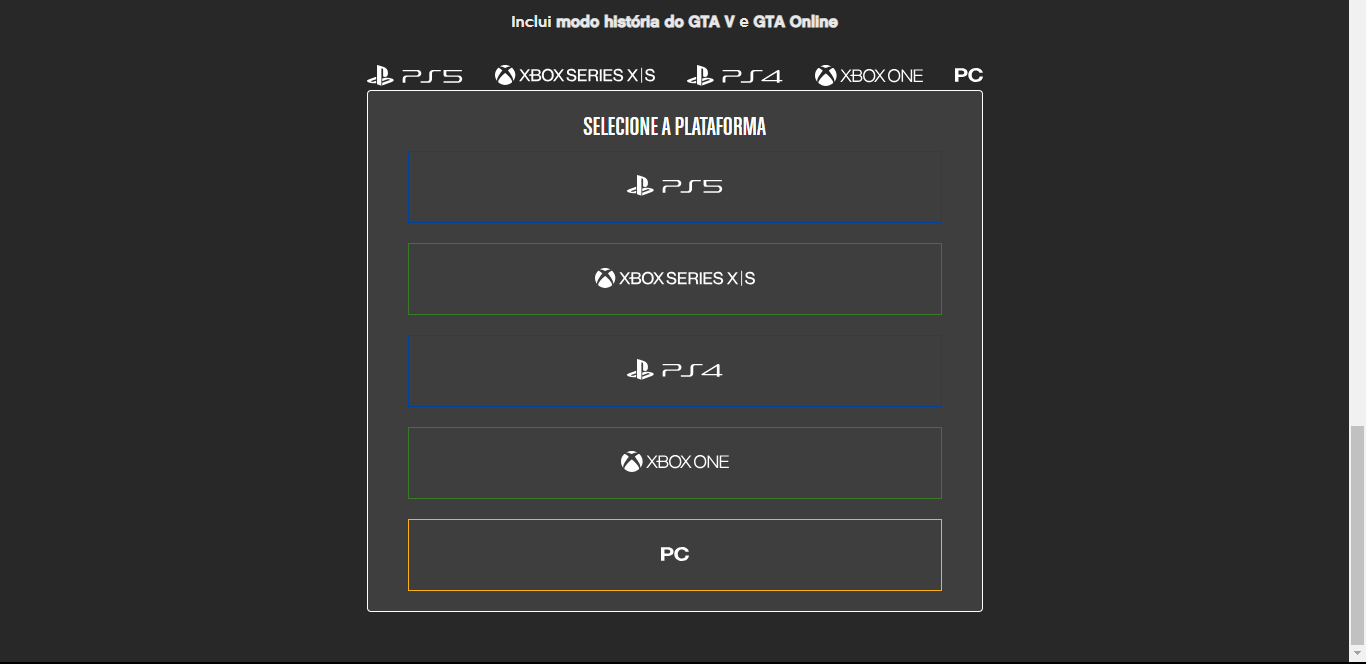 Inclui modo história do GTA V e GTA Online
PS5 XBOX SERIES X|S PS4 XBOX ONE PC
SELECIONE A PLATAFORMA
PS5
XBOX SERIES X|S
PS4
XBOX ONE
PC